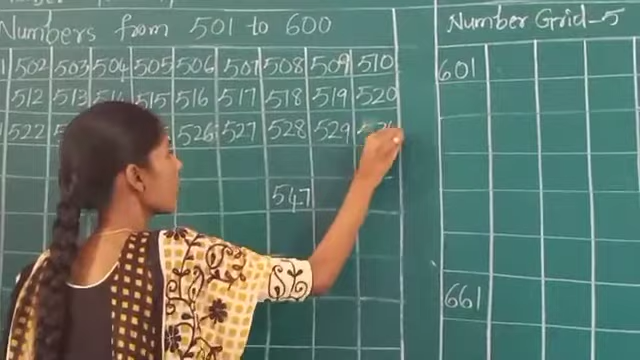 Numbers from 501 to 600
Number Grid-5
502 503 504 505 506 507 508 509 510
601
512 513 515 516 517 518 519 520
522 526 527 528 529
547
661